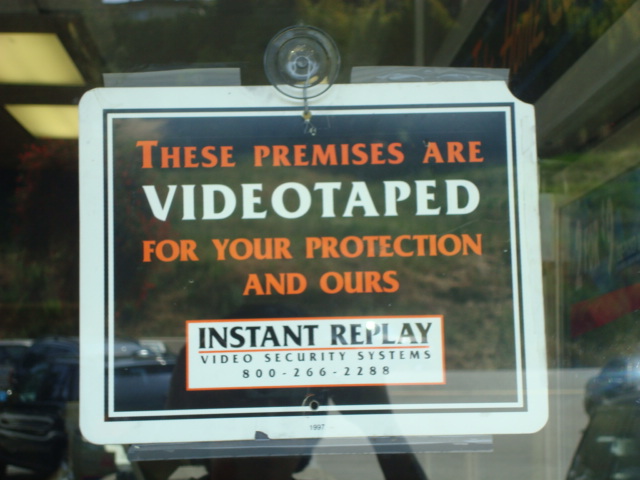 THESE PREMISES ARE
VIDEOTAPED
FOR YOUR PROTECTION
AND OURS
INSTANT REPLAY
VIDEO SECURITY SYSTEMS
800-266-2288
1997